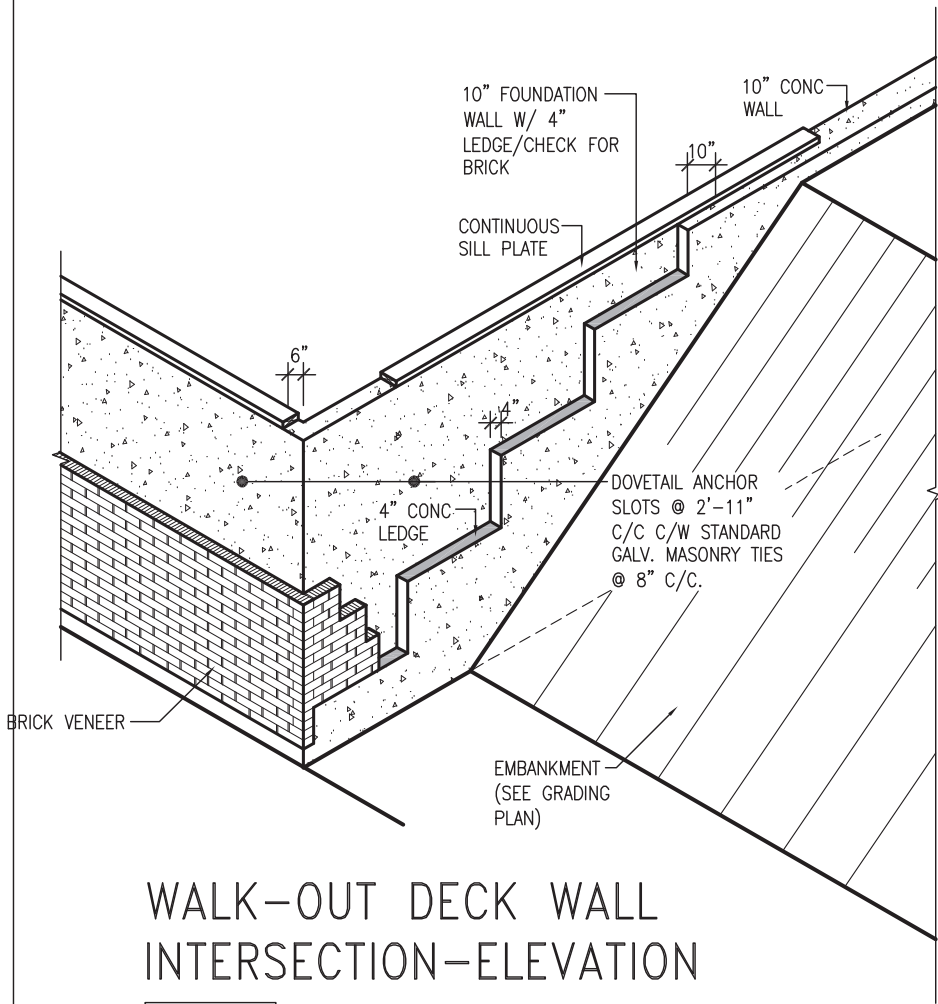 10" FOUNDATION
WALL W/ 4"
LEDGE/CHECK FOR
BRICK
10" CONC
WALL
10"
CONTINUOUS
SILL PLATE
6"
4"
4" CONC
LEDGE
DOVETAIL ANCHOR
SLOTS @ 2'-11"
C/C C/W STANDARD
GALV. MASONRY TIES
@ 8" C/C.
BRICK VENEER
EMBANKMENT
(SEE GRADING
PLAN)
WALK-OUT DECK WALL
INTERSECTION-ELEVATION